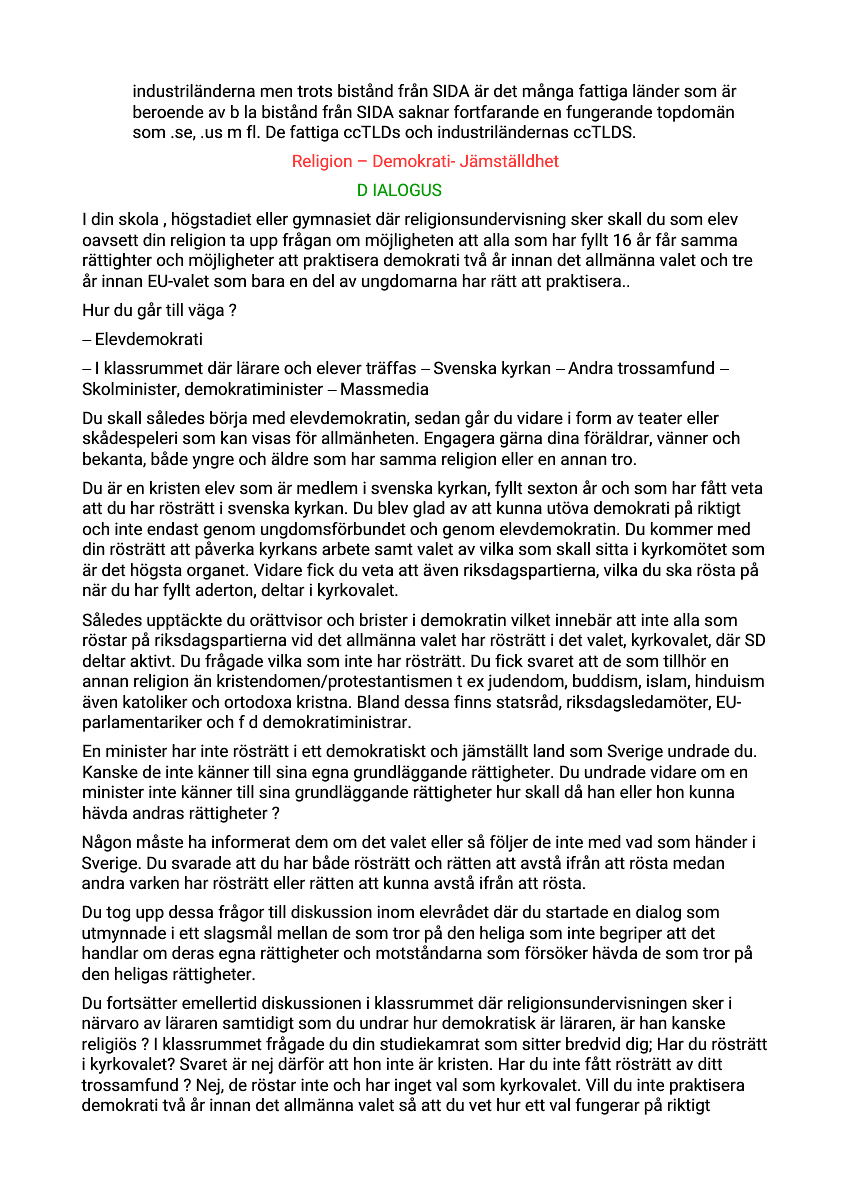 industriländerna men trots bistånd från SIDA är det många fattiga länder som är
beroende av b la bistånd från SIDA saknar fortfarande en fungerande topdomän
som .se, .us m fl. De fattiga ccTLDs och industriländernas ccTLDS.
Religion – Demokrati- Jämställdhet
D IALOGUS
I din skola , högstadiet eller gymnasiet där religionsundervisning sker skall du som elev
oavsett din religion ta upp frågan om möjligheten att alla som har fyllt 16 år får samma
rättighter och möjligheter att praktisera demokrati två år innan det allmänna valet och tre
år innan EU-valet som bara en del av ungdomarna har rätt att praktisera..
Hur du går till väga ?
– Elevdemokrati
– I klassrummet där lärare och elever träffas – Svenska kyrkan – Andra trossamfund –
Skolminister, demokratiminister – Massmedia
Du skall således börja med elevdemokratin, sedan går du vidare i form av teater eller
skådespeleri som kan visas för allmänheten. Engagera gärna dina föräldrar, vänner och
bekanta, både yngre och äldre som har samma religion eller en annan tro.
Du är en kristen elev som är medlem i svenska kyrkan, fyllt sexton år och som har fått veta
att du har rösträtt i svenska kyrkan. Du blev glad av att kunna utöva demokrati på riktigt
och inte endast genom ungdomsförbundet och genom elevdemokratin. Du kommer med
din rösträtt att påverka kyrkans arbete samt valet av vilka som skall sitta i kyrkomötet som
är det högsta organet. Vidare fick du veta att även riksdagspartierna, vilka du ska rösta på
när du har fyllt aderton, deltar i kyrkovalet.
Således upptäckte du orättvisor och brister i demokratin vilket innebär att inte alla som
röstar på riksdagspartierna vid det allmänna valet har rösträtt i det valet, kyrkovalet, där SD
deltar aktivt. Du frågade vilka som inte har rösträtt. Du fick svaret att de som tillhör en
annan religion än kristendomen/protestantismen t ex judendom, buddism, islam, hinduism
även katoliker och ortodoxa kristna. Bland dessa finns statsråd, riksdagsledamöter, EU-
parlamentariker och f d demokratiministrar.
En minister har inte rösträtt i ett demokratiskt och jämställt land som Sverige undrade du.
Kanske de inte känner till sina egna grundläggande rättigheter. Du undrade vidare om en
minister inte känner till sina grundläggande rättigheter hur skall då han eller hon kunna
hävda andras rättigheter ?
Någon måste ha informerat dem om det valet eller så följer de inte med vad som händer i
Sverige. Du svarade att du har både rösträtt och rätten att avstå ifrån att rösta medan
andra varken har rösträtt eller rätten att kunna avstå ifrån att rösta.
Du tog upp dessa frågor till diskussion inom elevrådet där du startade en dialog som
utmynnade i ett slagsmål mellan de som tror på den heliga som inte begriper att det
handlar om deras egna rättigheter och motståndarna som försöker hävda de som tror på
den heligas rättigheter.
Du fortsätter emellertid diskussionen i klassrummet där religionsundervisningen sker i
närvaro av läraren samtidigt som du undrar hur demokratisk är läraren, är han kanske
religiös ? I klassrummet frågade du din studiekamrat som sitter bredvid dig; Har du rösträtt
i kyrkovalet? Svaret är nej därför att hon inte är kristen. Har du inte fått rösträtt av ditt
trossamfund ? Nej, de röstar inte och har inget val som kyrkovalet. Vill du inte praktisera
demokrati två år innan det allmänna valet så att du vet hur ett val fungerar på riktigt